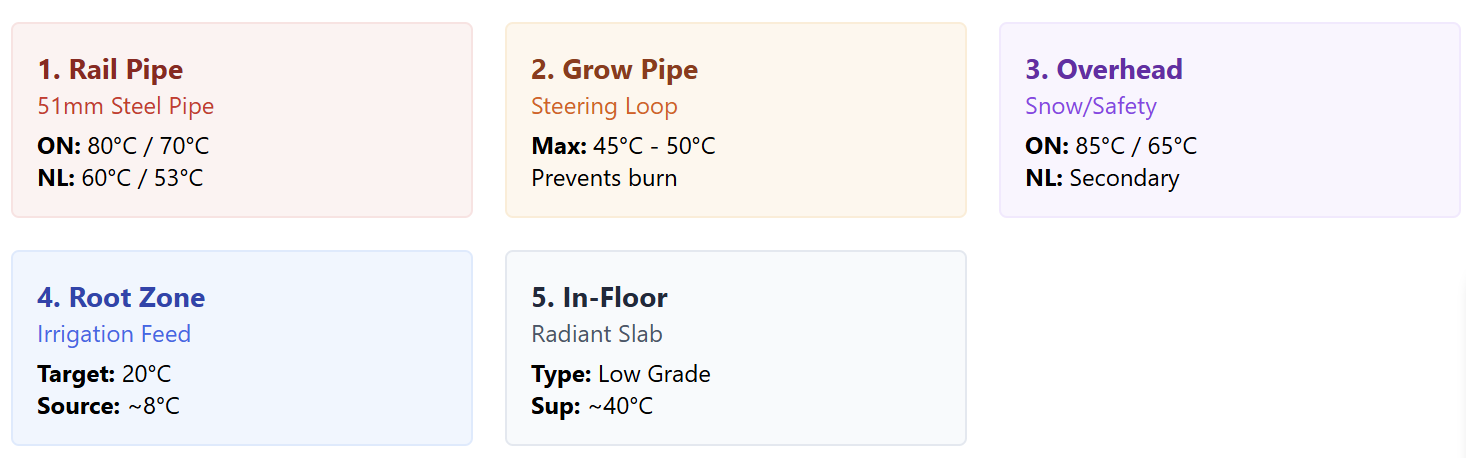 1. Rail Pipe
51mm Steel Pipe
ON: 80°C / 70°C
NL: 60°C / 53°C
2. Grow Pipe
Steering Loop
Max: 45°C - 50°C
Prevents burn
3. Overhead
Snow/Safety
ON: 85°C / 65°C
NL: Secondary
4. Root Zone
Irrigation Feed
Target: 20°C
Source: ~8°C
5. In-Floor
Radiant Slab
Type: Low Grade
Sup: ~40°C